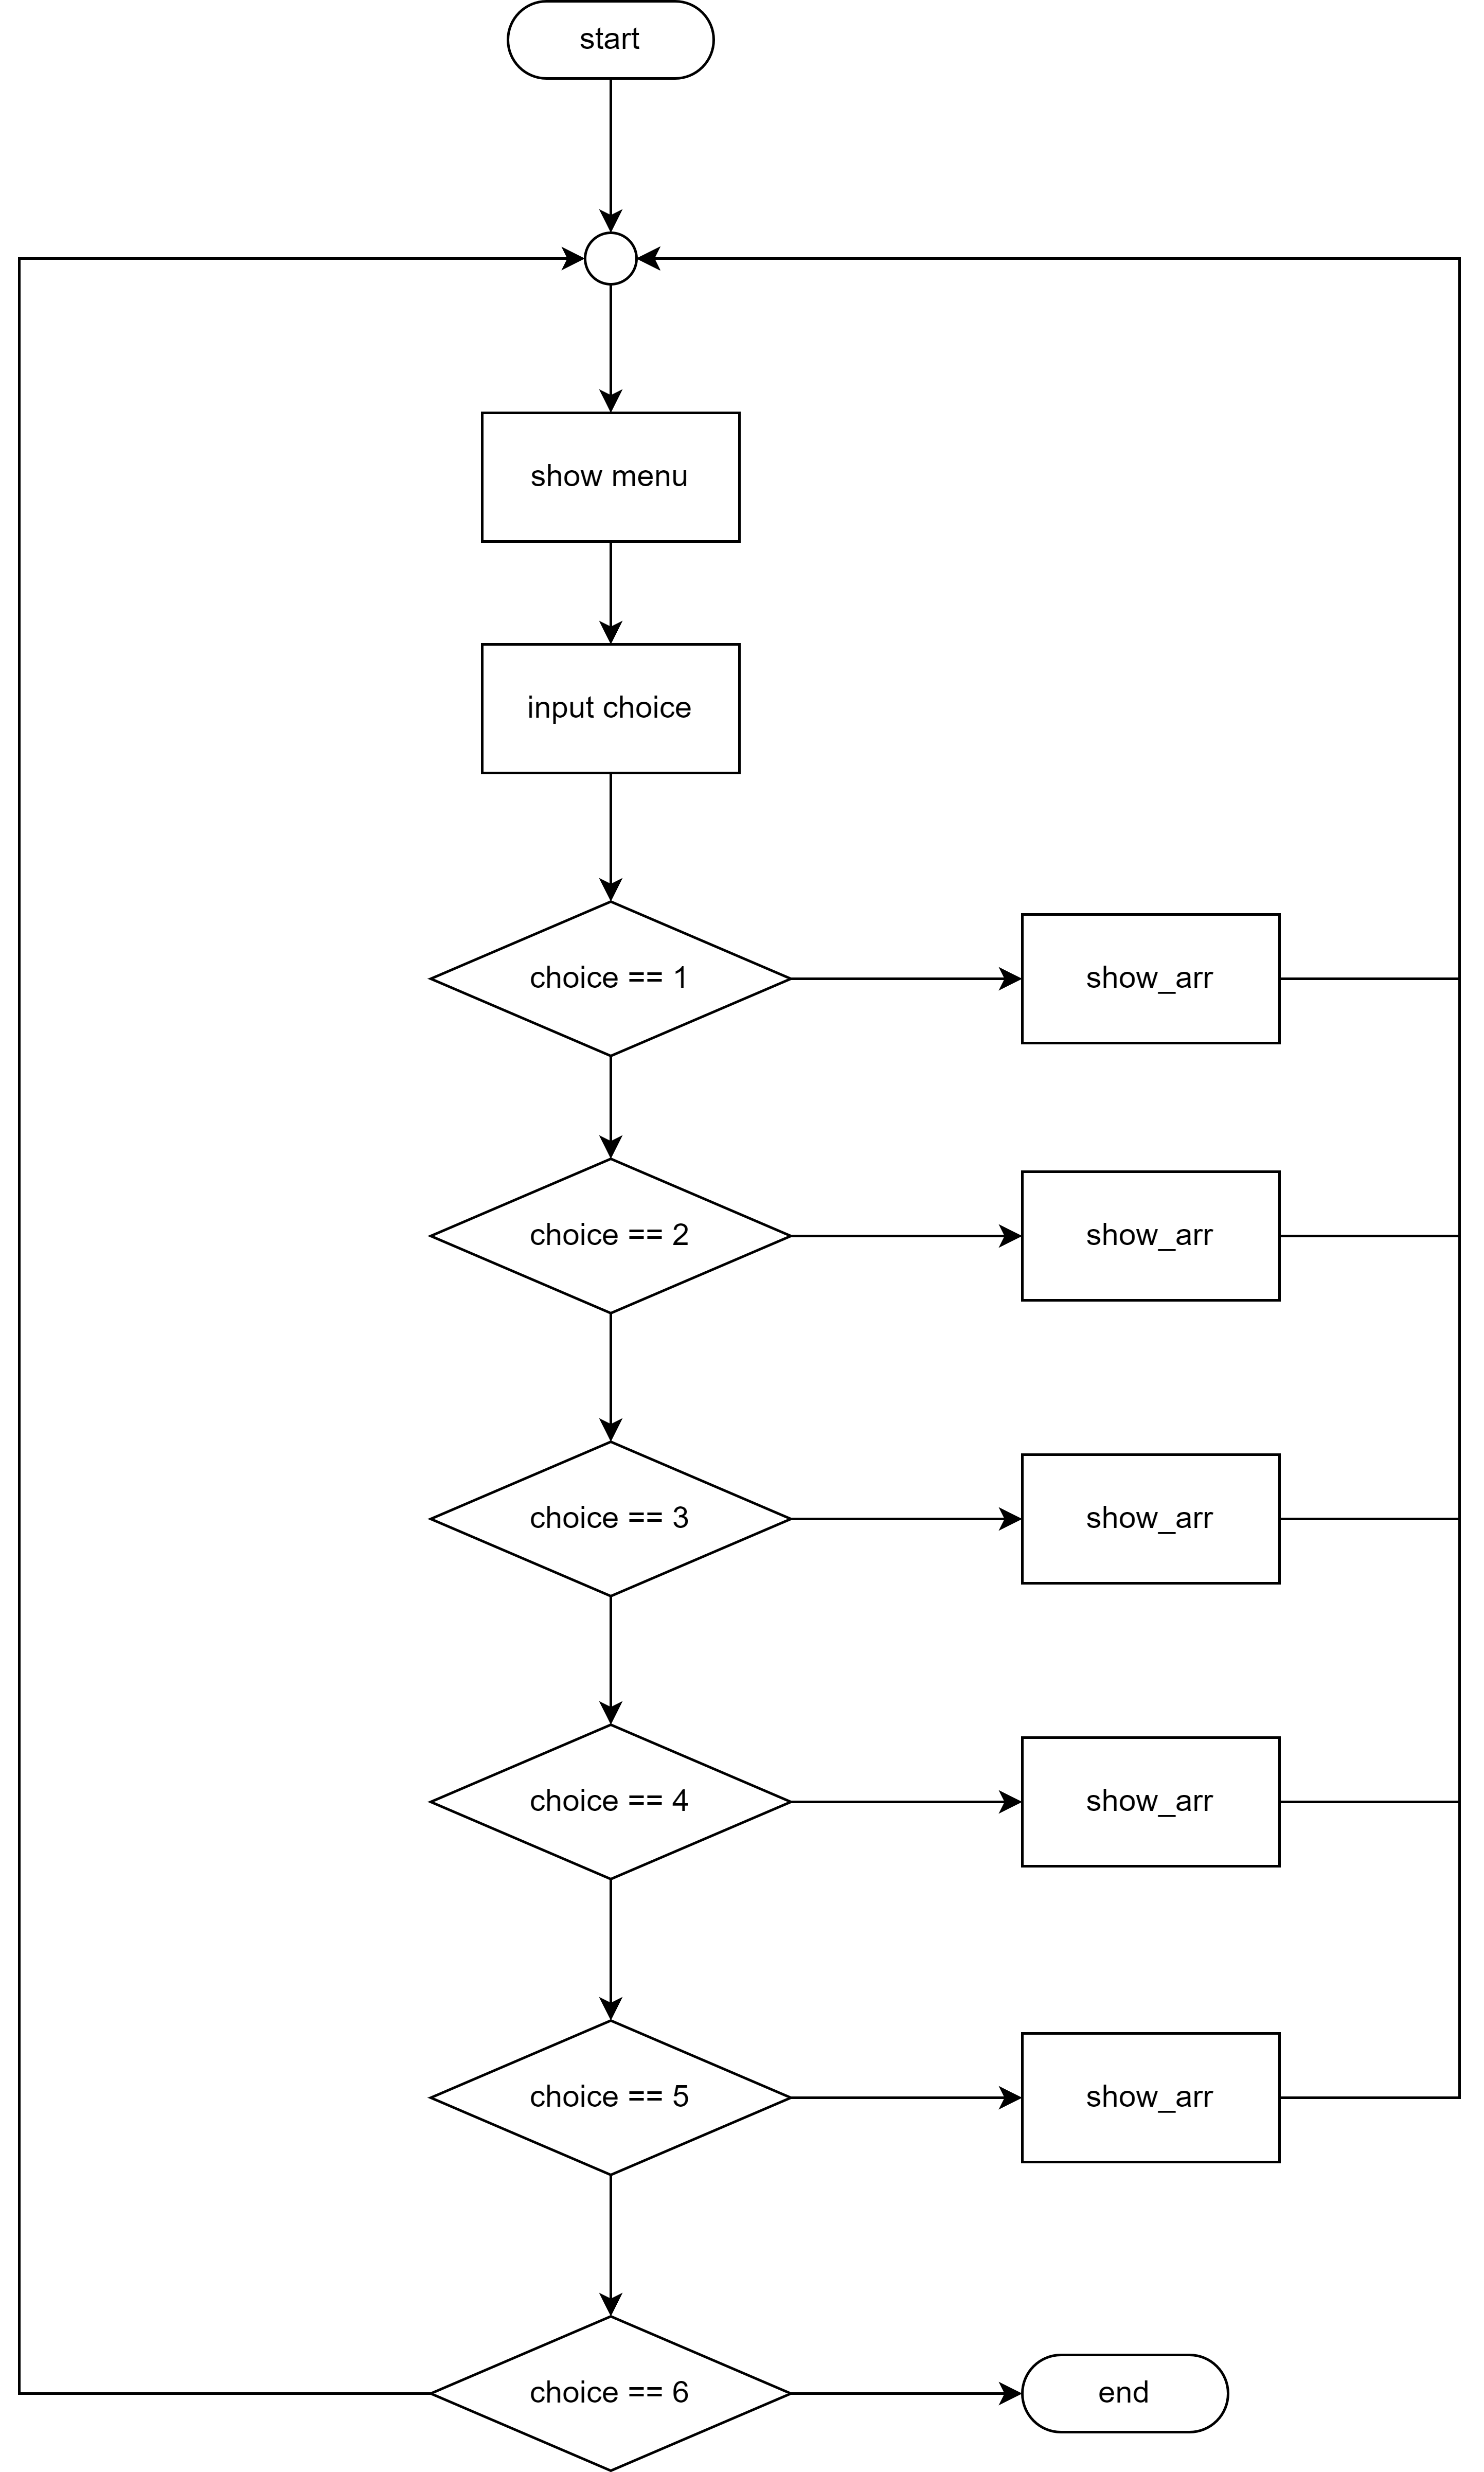 start
show menu
input choice
choice == 1
show_arr
choice == 2
show_arr
choice == 3
show_arr
choice == 4
show_arr
choice == 5
show_arr
choice == 6
end